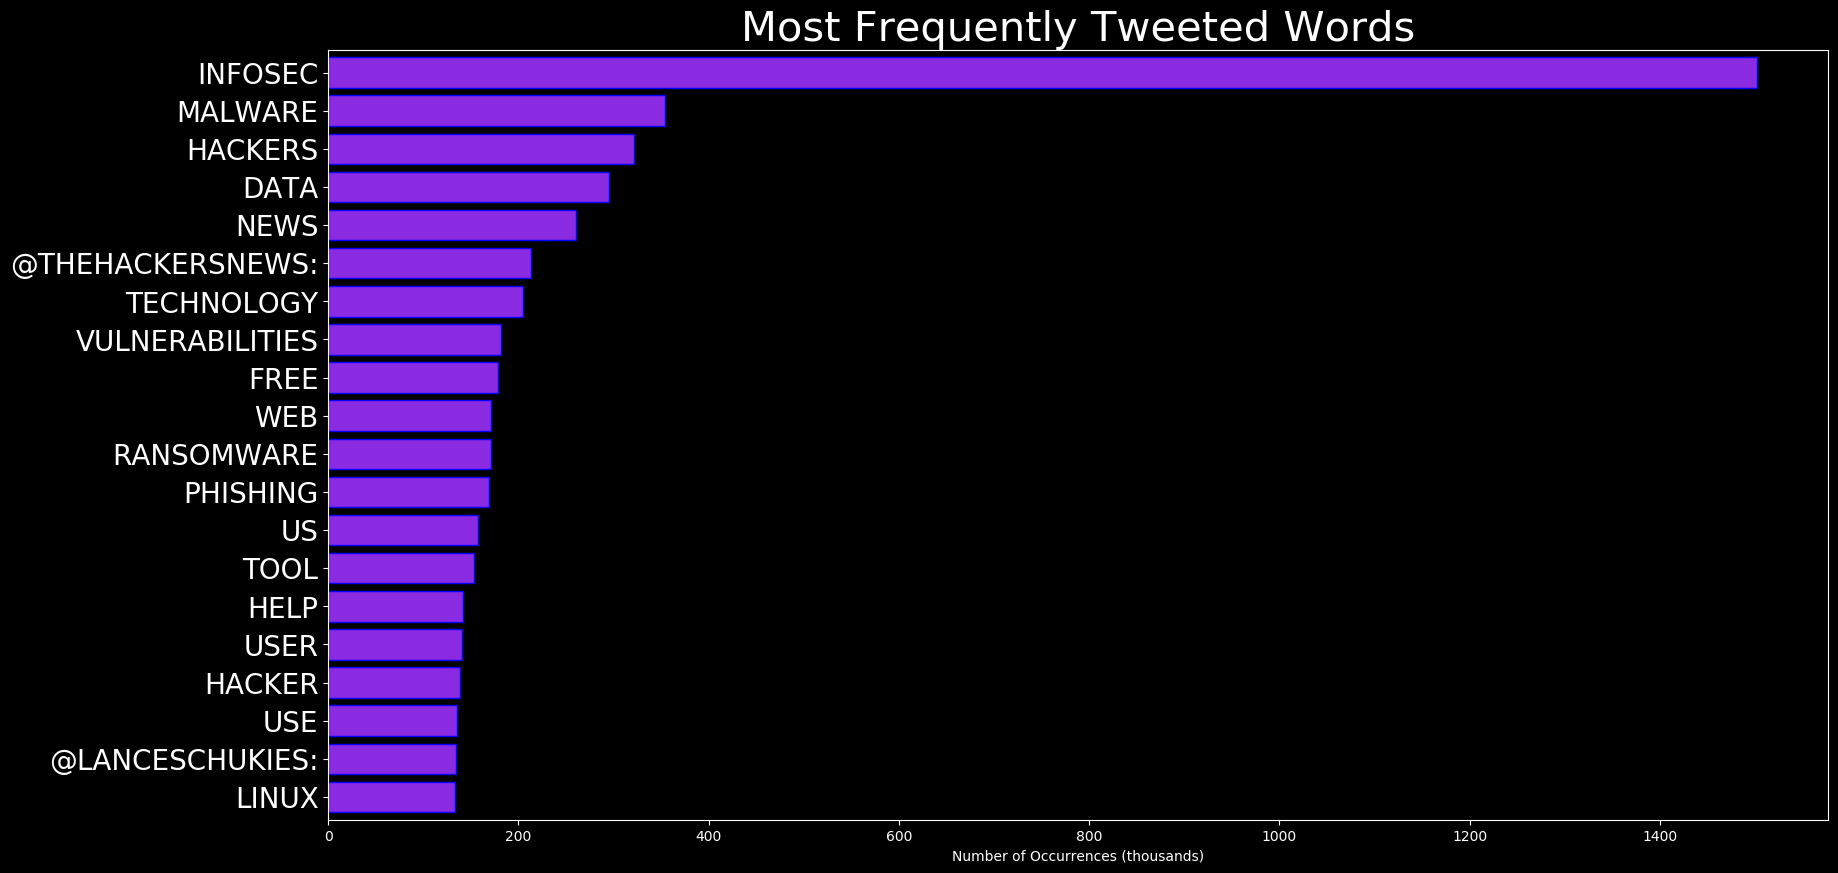 Most Frequently Tweeted Words
INFOSEC
MALWARE
HACKERS
DATA
NEWS
@THEHACKERSNEWS:
TECHNOLOGY
VULNERABILITIES
FREE
WEB
RANSOMWARE
PHISHING
US
TOOL
HELP
USER
HACKER
USE
@LANCESCHUKIES:
LINUX
0 200 400 600 800 1000 1200 1400
Number of Occurrences (thousands)